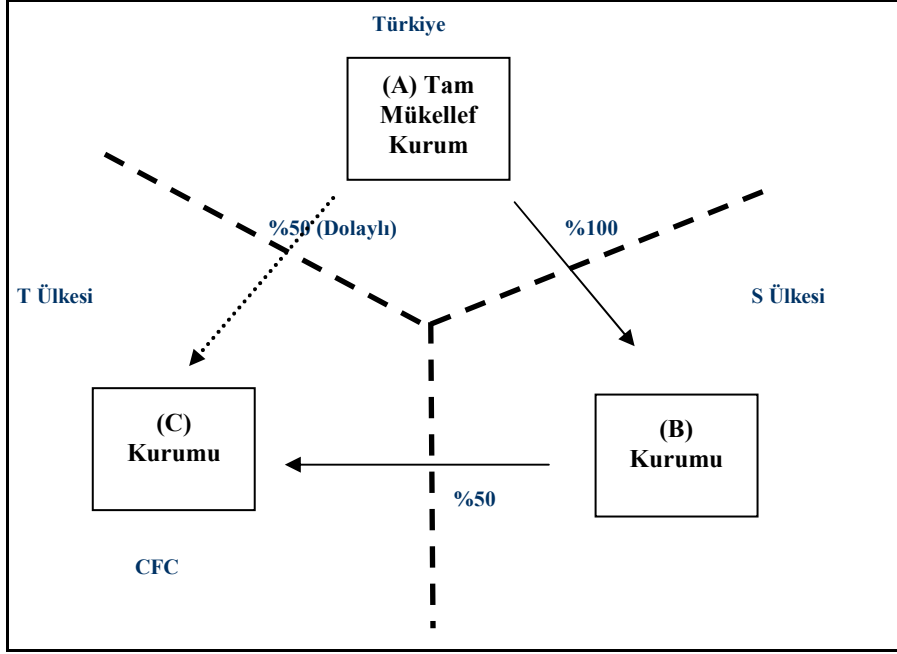 Türkiye
(A) Tam
Mükellef
Kurum
%50 (Dolaylı)
%100
T Ülkesi
S Ülkesi
(C)
Kurumu
(B)
Kurumu
%50
CFC